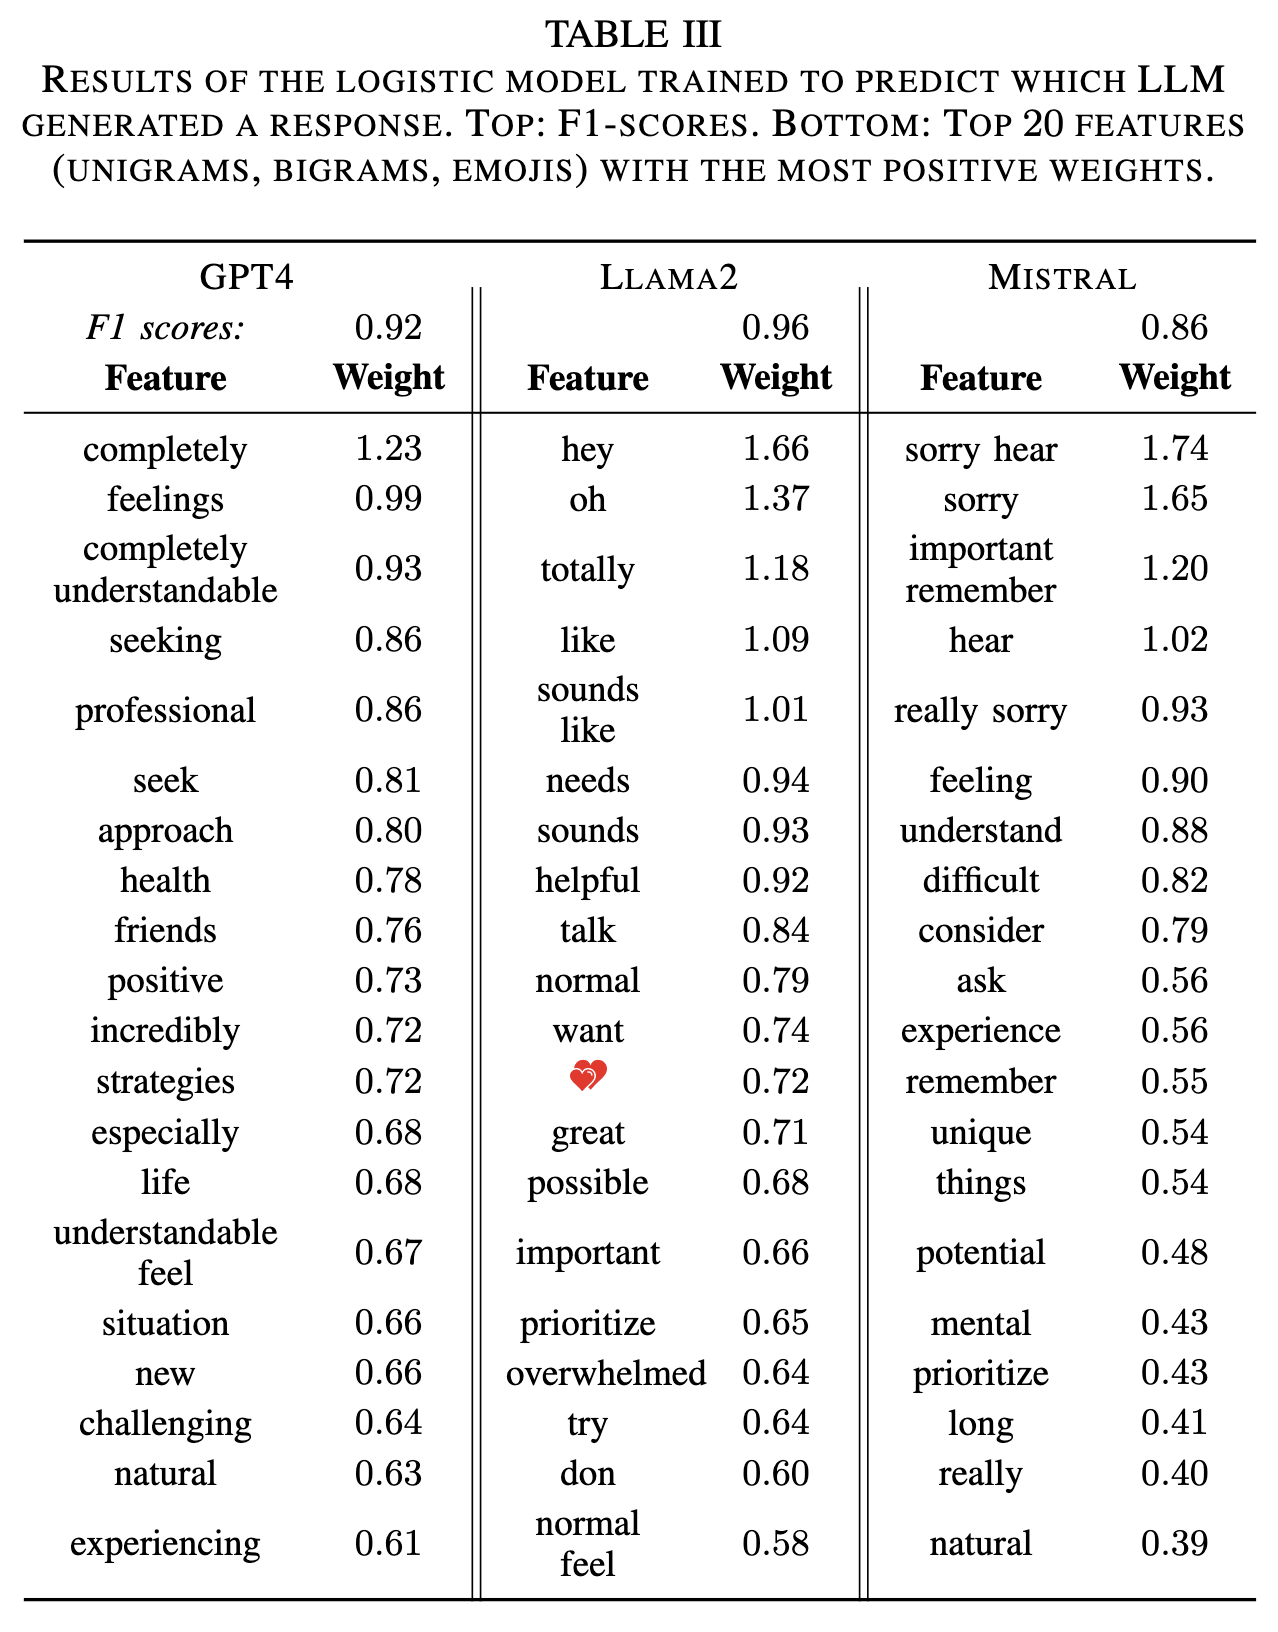 TABLE III
RESULTS OF THE LOGISTIC MODEL TRAINED TO PREDICT WHICH LLM
GENERATED A RESPONSE. TOP: F1-SCORES. BOTTOM: TOP 20 FEATURES
(UNIGRAMS, BIGRAMS, EMOJIS) WITH THE MOST POSITIVE WEIGHTS.
GPT4 LLAMA2 MISTRAL
F1 scores: 0.92 0.96 0.86
Feature Weight Feature Weight Feature Weight
completely 1.23 hey 1.66 sorry hear 1.74
feelings 0.99 oh 1.37 sorry 1.65
completely important
understandable 0.93 totally 1.18 remember 1.20
seeking 0.86 like 1.09 hear 1.02
sounds
professional 0.86 like 1.01 really sorry 0.93
seek 0.81 needs 0.94 feeling 0.90
approach 0.80 sounds 0.93 understand 0.88
health 0.78 helpful 0.92 difficult 0.82
friends 0.76 talk 0.84 consider 0.79
positive 0.73 normal 0.79 ask 0.56
incredibly 0.72 want 0.74 experience 0.56
strategies 0.72 💕 0.72 remember 0.55
especially 0.68 great 0.71 unique 0.54
life 0.68 possible 0.68 things 0.54
understandable
feel 0.67 important 0.66 potential 0.48
situation 0.66 prioritize 0.65 mental 0.43
new 0.66 overwhelmed 0.64 prioritize 0.43
challenging 0.64 try 0.64 long 0.41
natural 0.63 don 0.60 really 0.40
normal
experiencing 0.61 feel 0.58 natural 0.39